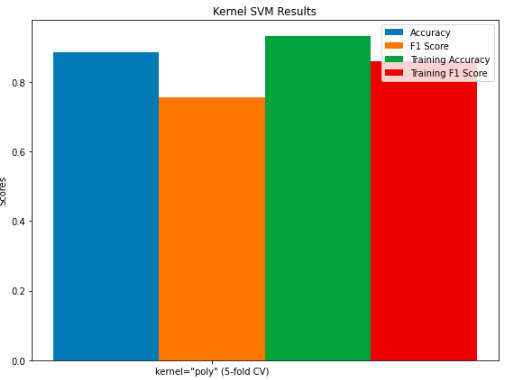 Kernel SVM Results
Accuracy
F1 Score
Training Accuracy
Training F1 Score
Scores
0.8
0.6
0.4
0.2
0.0
kernel="poly" (5-fold CV)